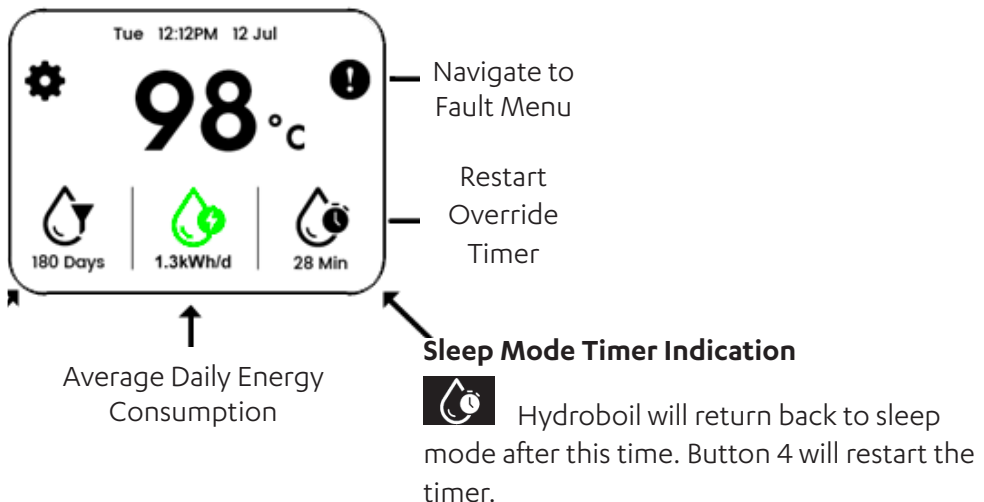 Tue 12:12PM 12 Jul
98°C
180 Days
1.3kWh/d
28 Min
Navigate to
Fault Menu
Restart
Override
Timer
Average Daily Energy
Consumption
Sleep Mode Timer Indication
Hydroboil will return back to sleep
mode after this time. Button 4 will restart the
timer.